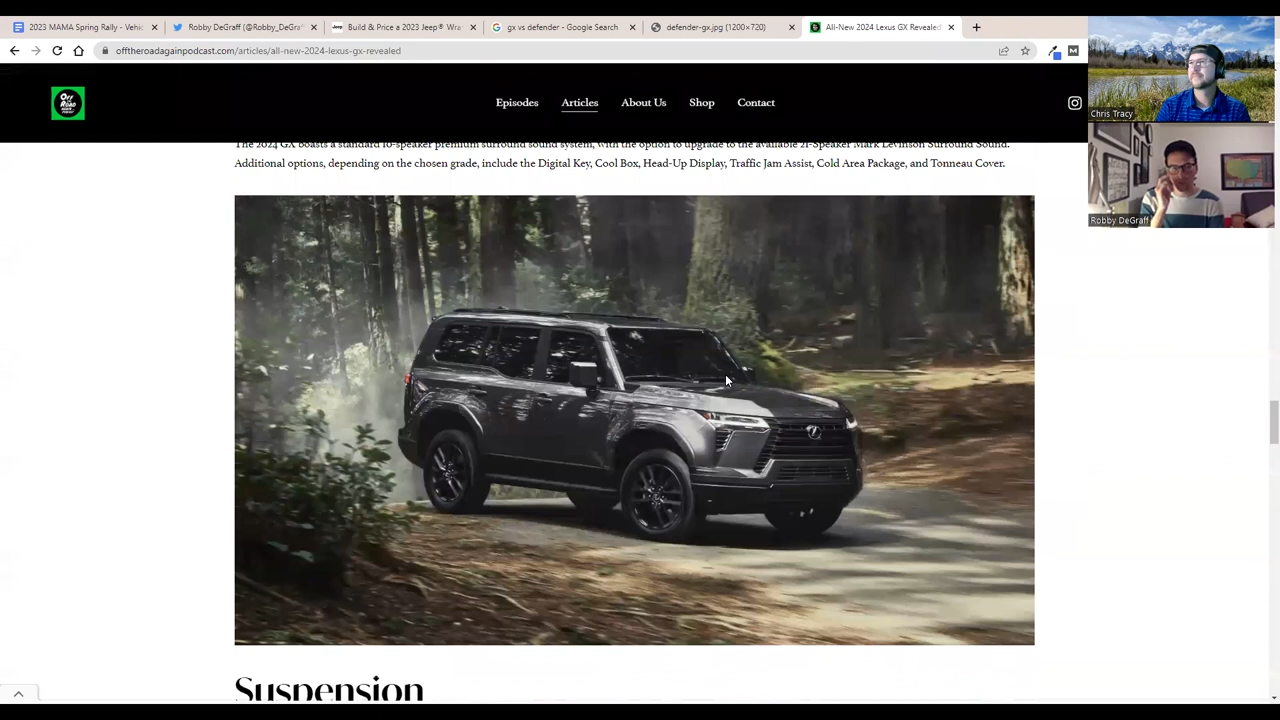 2023 MAMA Spring Rally - Vehic
Robby DeGraff (@Robby_DeGraf
Build & Price a 2023 Jeep® Wra
gx vs defender - Google Search
defender-gx.jpg (1200×720)
All-New 2024 Lexus GX Revealed
offtheroadagainpodcast.com/articles/all-new-2024-lexus-gx-revealed
Off
Road
Episodes
Articles
About Us
Shop
Contact
Chris Tracy
Robby DeGraff
The 2024 GX boasts a standard 10-speaker premium surround sound system, with the option to upgrade to the available 21-Speaker Mark Levinson Surround Sound.
Additional options, depending on the chosen grade, include the Digital Key, Cool Box, Head-Up Display, Traffic Jam Assist, Cold Area Package, and Tonneau Cover.
Suspension